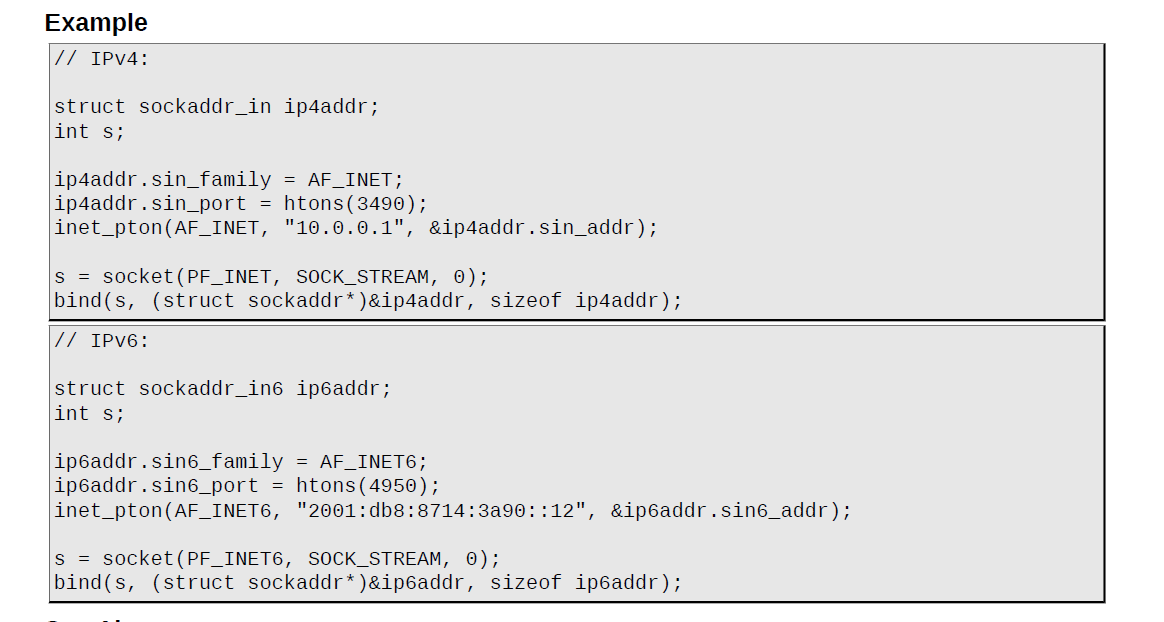 Example
// IPv4:
struct sockaddr_in ip4addr;
int s;
ip4addr.sin_family = AF_INET;
ip4addr.sin_port = htons(3490);
inet_pton(AF_INET, "10.0.0.1", &ip4addr.sin_addr);
s = socket(PF_INET, SOCK_STREAM, 0);
bind(s, (struct sockaddr*)&ip4addr, sizeof ip4addr);
// IPv6:
struct sockaddr_in6 ip6addr;
int s;
ip6addr.sin6_family = AF_INET6;
ip6addr.sin6_port = htons(4950);
inet_pton(AF_INET6, "2001:db8:8714:3a90::12", &ip6addr.sin6_addr);
s = socket(PF_INET6, SOCK_STREAM, 0);
bind(s, (struct sockaddr*)&ip6addr, sizeof ip6addr);